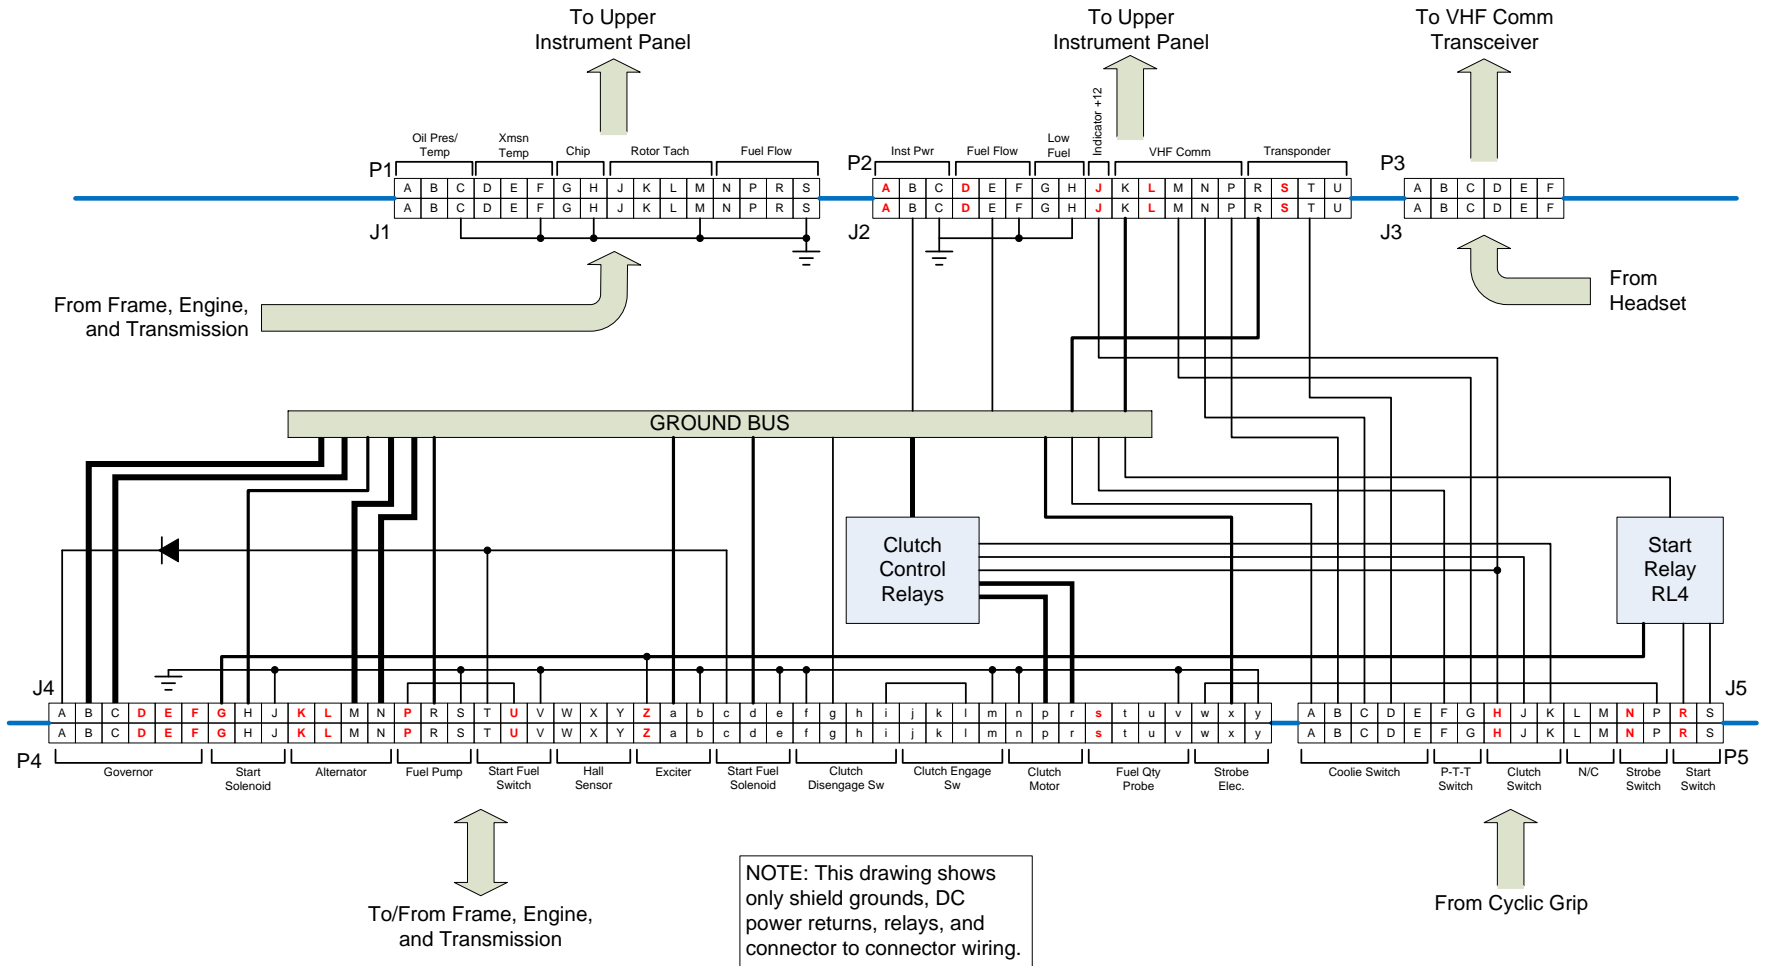 To Upper
Instrument Panel
To Upper
Instrument Panel
To VHF Comm
Transceiver
Oil Pres/
Temp
Xmsn
Temp
Chip
Rotor Tach
Fuel Flow
Inst Pwr
Fuel Flow
Low
Fuel
Indicator +12
VHF Comm
Transponder
P1
A B C D E F G H J K L M N P R S
A B C D E F G H J K L M N P R S
J1
P2
A B C D E F G H J K L M N P R S T U
A B C D E F G H J K L M N P R S T U
J2
P3
A B C D E F
A B C D E F
J3
From Frame, Engine,
and Transmission
From
Headset
GROUND BUS
Clutch
Control
Relays
Start
Relay
RL4
J4
A B C D E F G H J K L M N P R S T U V W X Y Z a b c d e f g h i j k l m n p r s t u v w x y
A B C D E F G H J K L M N P R S T U V W X Y Z a b c d e f g h i j k l m n p r s t u v w x y
P4
J5
A B C D E F G H J K L M N P R S
A B C D E F G H J K L M N P R S
P5
Governor
Start
Solenoid
Alternator
Fuel Pump
Start Fuel
Switch
Hall
Sensor
Exciter
Start Fuel
Solenoid
Clutch
Disengage Sw
Clutch Engage
Sw
Clutch
Motor
Fuel Qty
Probe
Strobe
Elec.
Coolie Switch
P-T-T
Switch
Clutch
Switch
N/C
Strobe
Switch
Start
Switch
To/From Frame, Engine,
and Transmission
NOTE: This drawing shows
only shield grounds, DC
power returns, relays, and
connector to connector wiring.
From Cyclic Grip